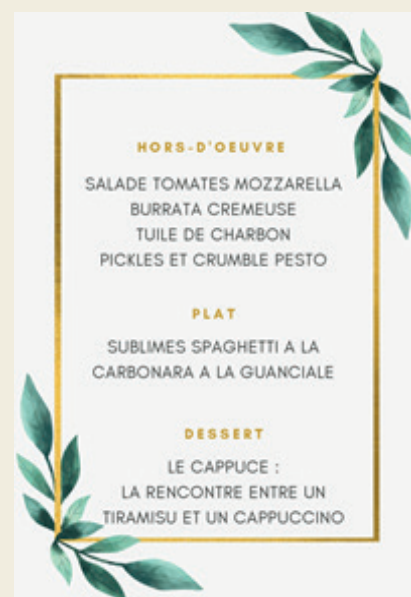 HORS-D'OEUVRE
SALADE TOMATES MOZZARELLA
BURRATA CREMEUSE
TUILE DE CHARBON
PICKLES ET CRUMBLE PESTO
PLAT
SUBLIMES SPAGHETTI A LA
CARBONARA A LA GUANCIALE
DESSERT
LE CAPPUCE :
LA RENCONTRE ENTRE UN
TIRAMISU ET UN CAPPUCCINO